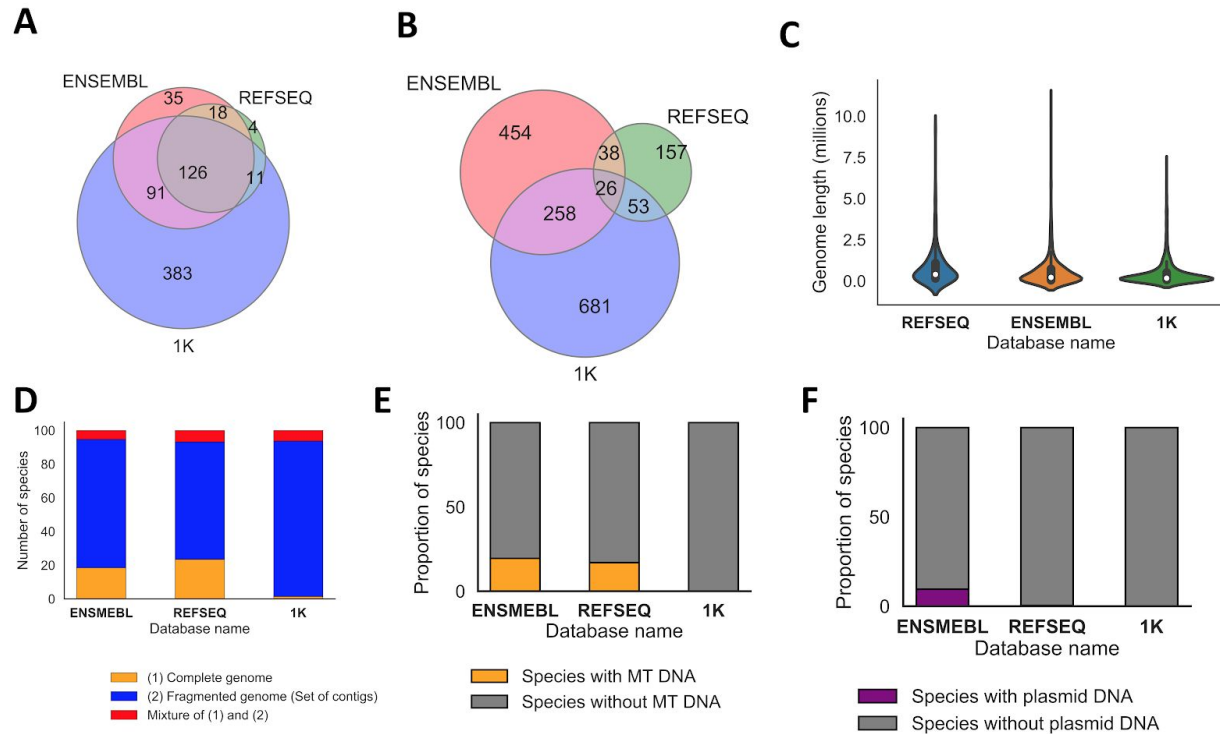 A
ENSEMBL
REFSEQ
35
18
4
126
11
91
383
1K
B
ENSEMBL
REFSEQ
454
38
157
26
53
258
681
1K
C
Genome length (millions)
10.0
7.5
5.0
2.5
0.0
REFSEQ ENSEMBL 1K
Database name
D
Number of species
100
80
60
40
20
0
ENSMEBL REFSEQ 1K
Database name
(1) Complete genome
(2) Fragmented genome (Set of contigs)
Mixture of (1) and (2)
E
Proportion of species
100
50
0
ENSMEBL REFSEQ 1K
Database name
Species with MT DNA
Species without MT DNA
F
Proportion of species
100
50
0
ENSMEBL REFSEQ 1K
Database name
Species with plasmid DNA
Species without plasmid DNA